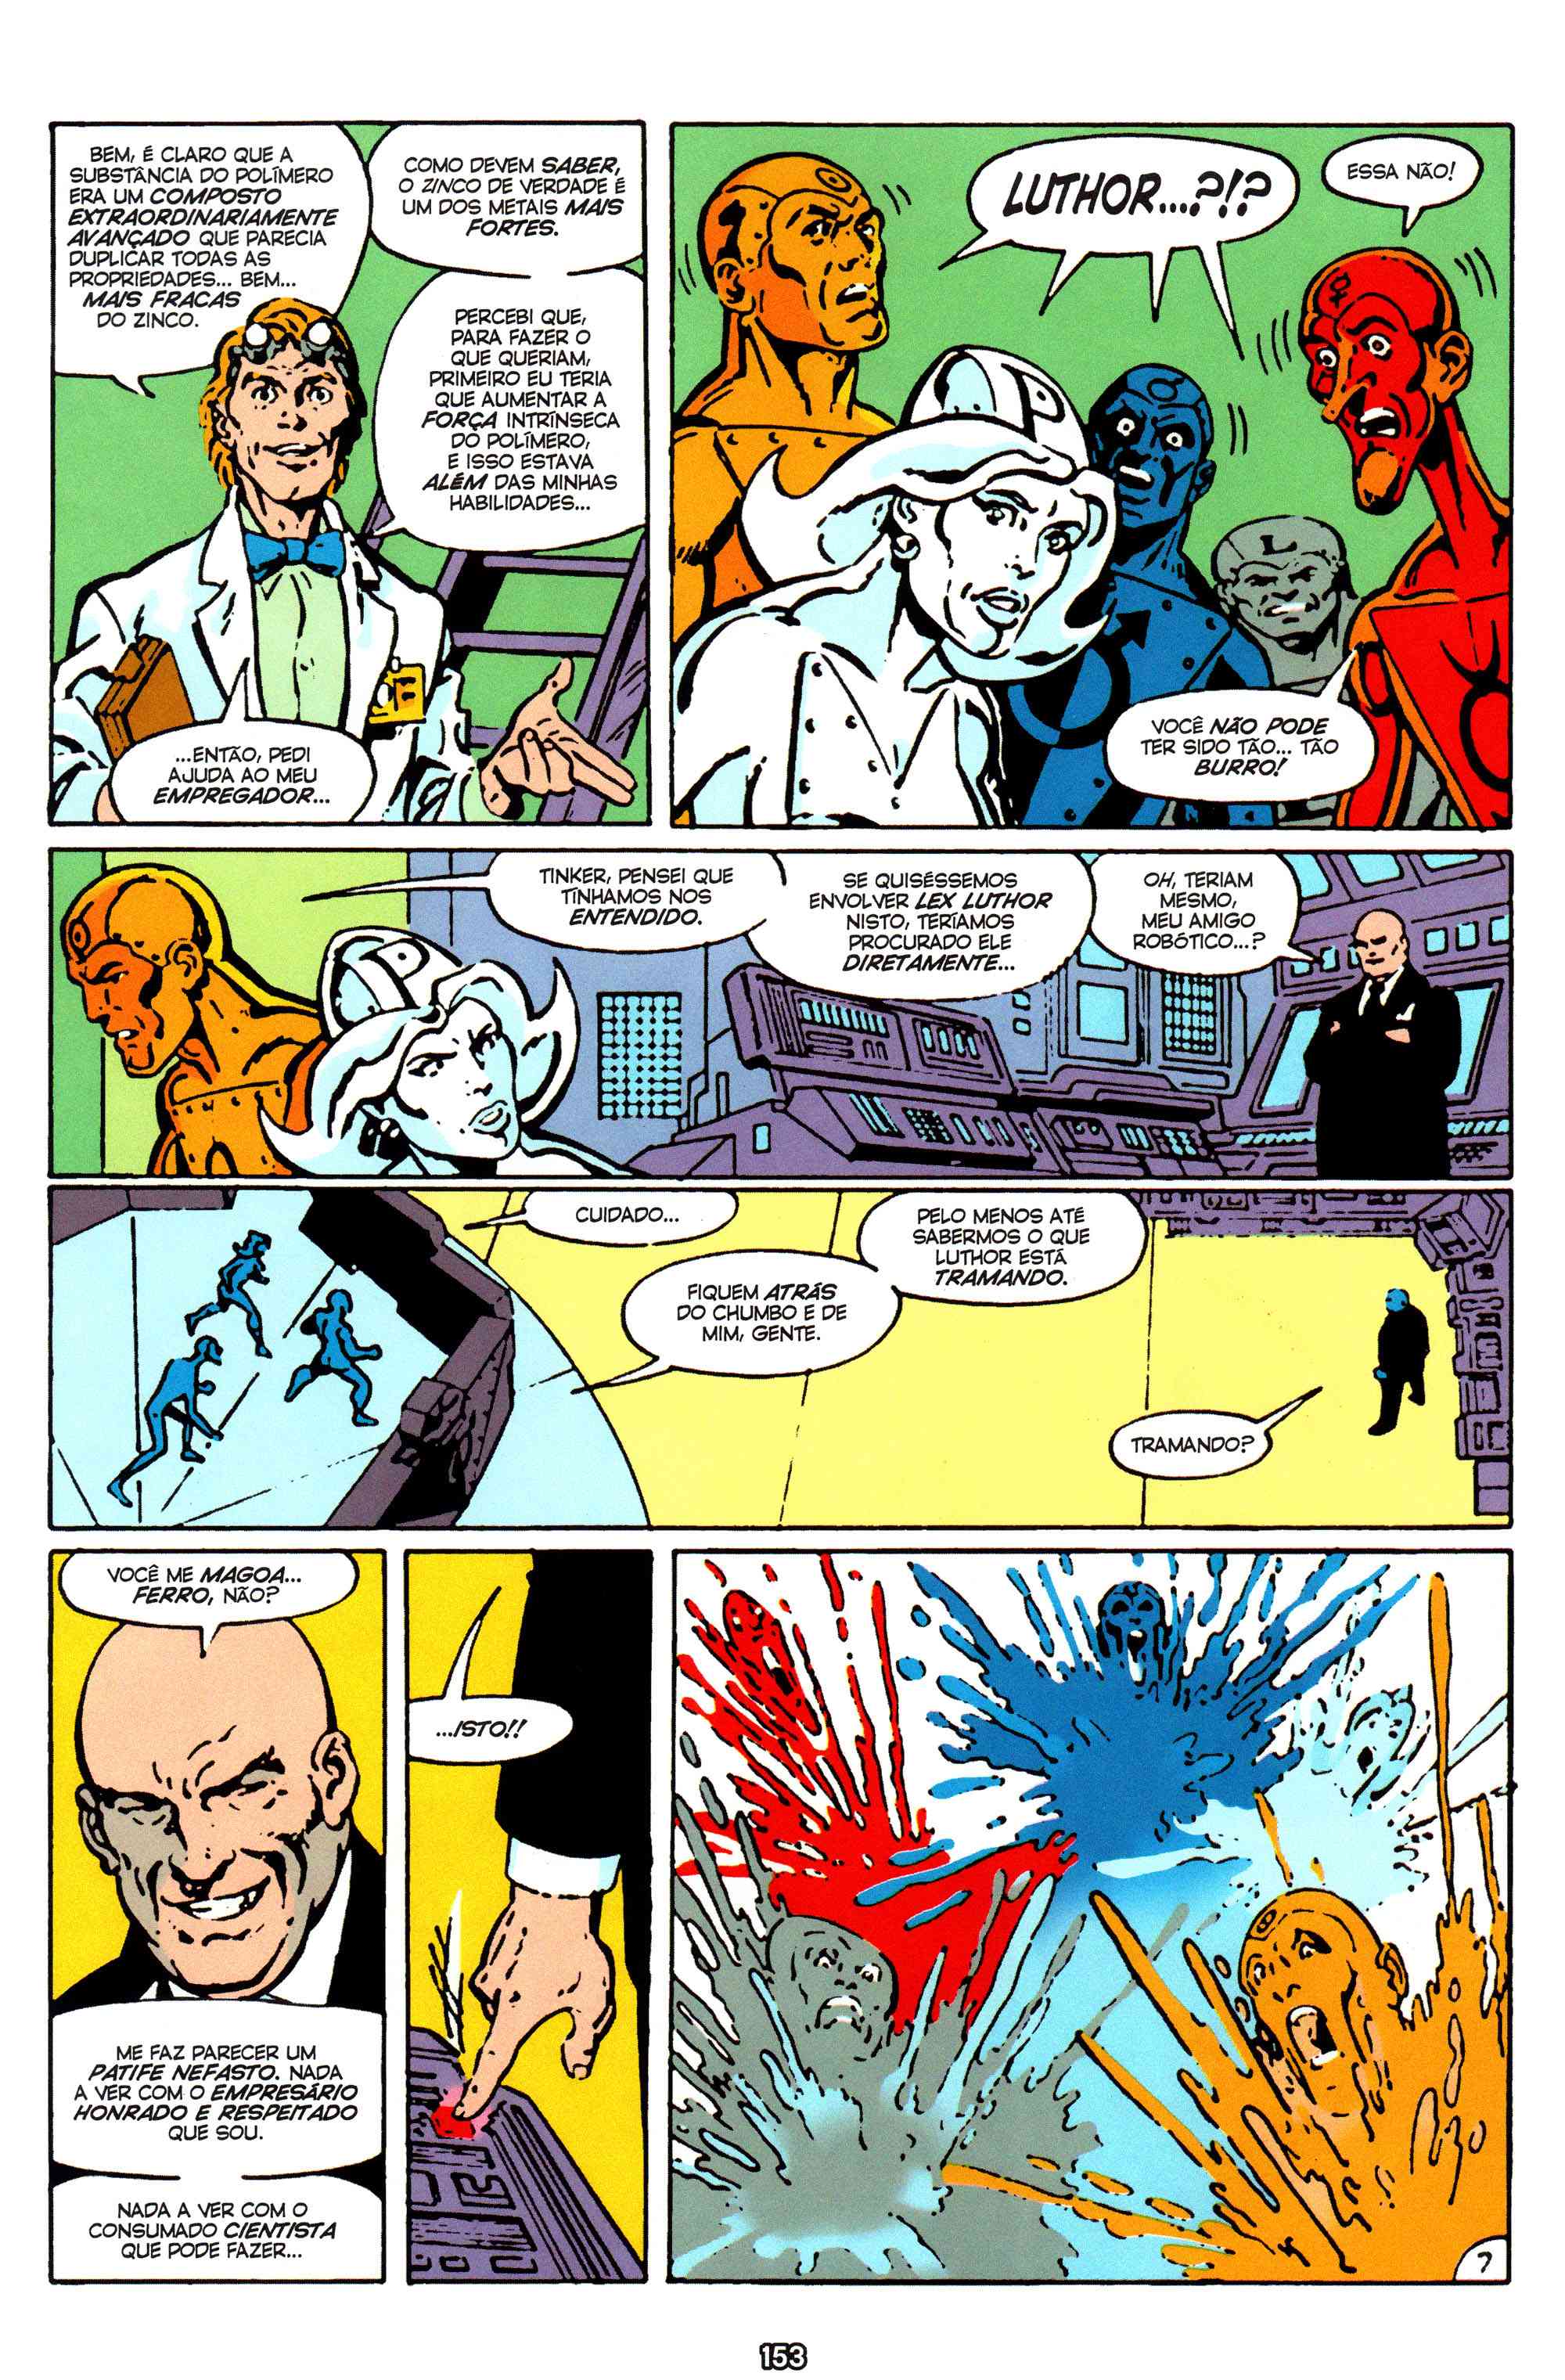 BEM, É CLARO QUE A
SUBSTÂNCIA DO POLÍMERO
ERA UM COMPOSTO
EXTRAORDINARIAMENTE
AVANÇADO QUE PARECIA
DUPLICAR TODAS AS
PROPRIEDADES... BEM...
MAIS FRACAS
DO ZINCO.
COMO DEVEM SABER,
O ZINCO DE VERDADE É
UM DOS METAIS MAIS
FORTES.
PERCEBI QUE,
PARA FAZER O
QUE QUERIAM,
PRIMEIRO EU TERIA
QUE AUMENTAR A
FORÇA INTRÍNSECA
DO POLÍMERO,
E ISSO ESTAVA
ALÉM DAS MINHAS
HABILIDADES...
...ENTÃO, PEDI
AJUDA AO MEU
EMPREGADOR...
LUTHOR...?!?
ESSA NÃO!
P
L
VOCÊ NÃO PODE
TER SIDO TÃO... TÃO
BURRO!
TINKER, PENSEI QUE
TÍNHAMOS NOS
ENTENDIDO.
SE QUISÉSSEMOS
ENVOLVER LEX LUTHOR
NISTO, TERÍAMOS
PROCURADO ELE
DIRETAMENTE...
OH, TERIAM
MESMO,
MEU AMIGO
ROBÓTICO...?
P
CUIDADO...
FIQUEM ATRÁS
DO CHUMBO E DE
MIM, GENTE.
PELO MENOS ATÉ
SABERMOS O QUE
LUTHOR ESTÁ
TRAMANDO.
TRAMANDO?
VOCÊ ME MAGOA...
FERRO, NÃO?
ME FAZ PARECER UM
PATIFE NEFASTO. NADA
A VER COM O EMPRESÁRIO
HONRADO E RESPEITADO
QUE SOU.
NADA A VER COM O
CONSUMADO CIENTISTA
QUE PODE FAZER...
...ISTO!!
7
153